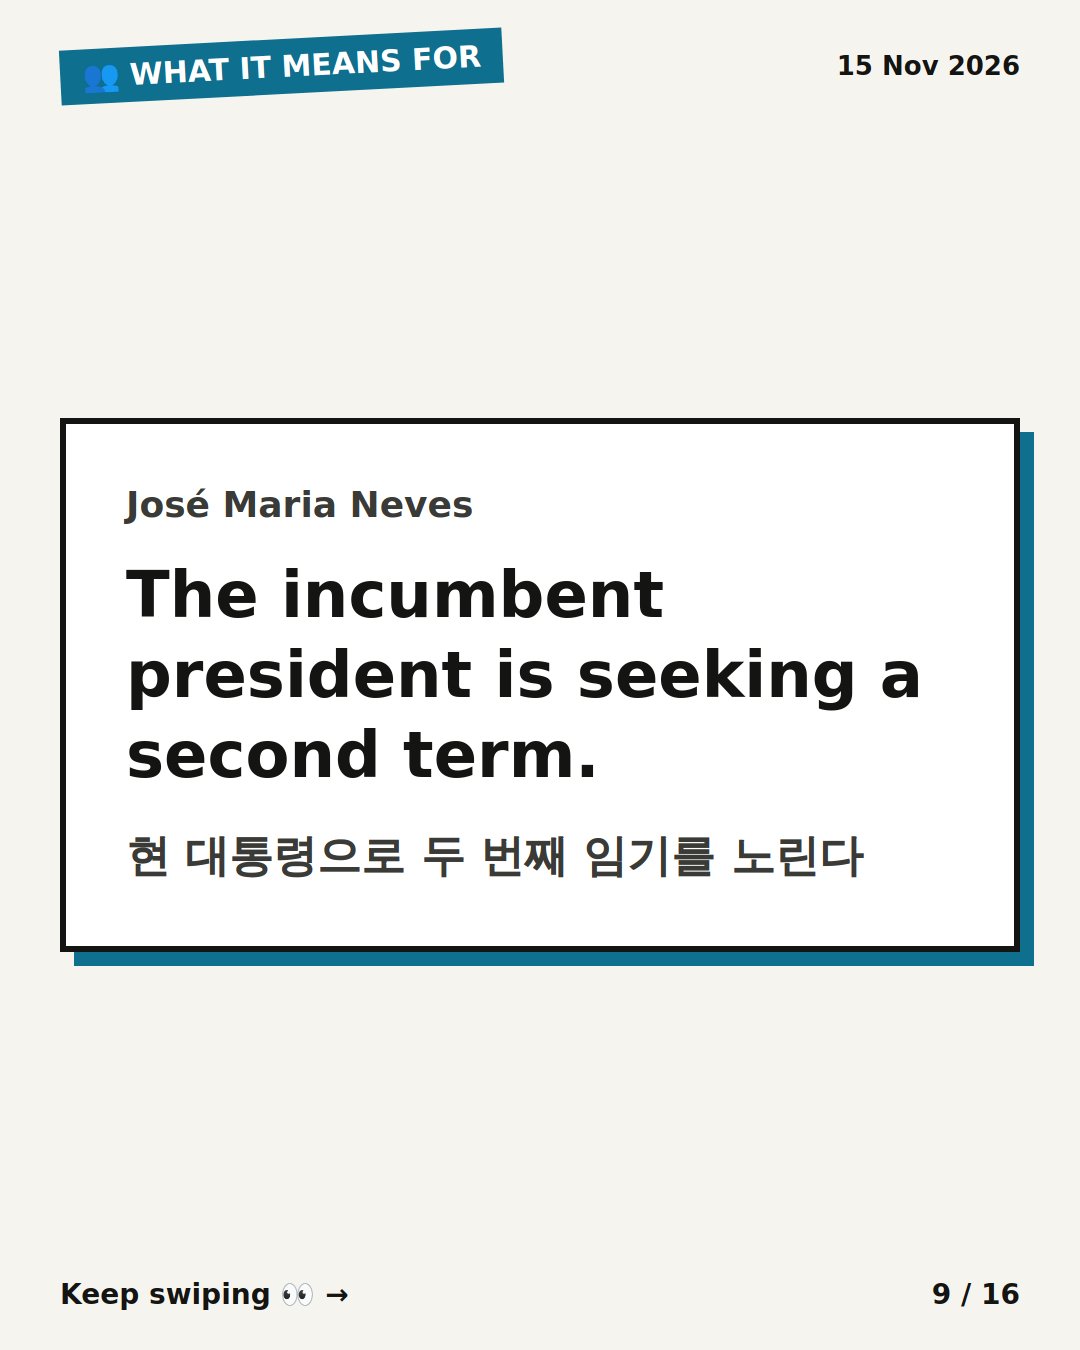 👥 WHAT IT MEANS FOR
15 Nov 2026
José Maria Neves
The incumbent
president is seeking a
second term.
현 대통령으로 두 번째 임기를 노린다
Keep swiping 👀 →
9 / 16